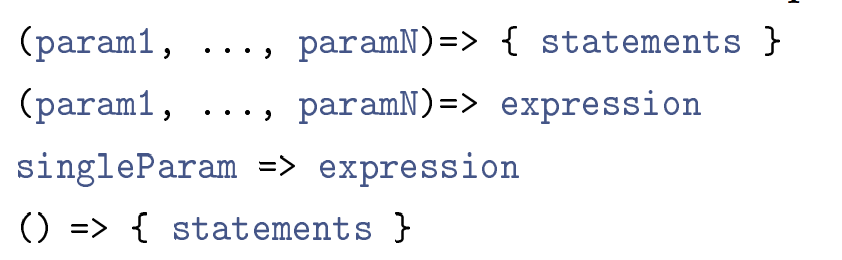 (param1, ..., paramN)=> { statements }
(param1, ..., paramN)=> expression
singleParam => expression
() => { statements }